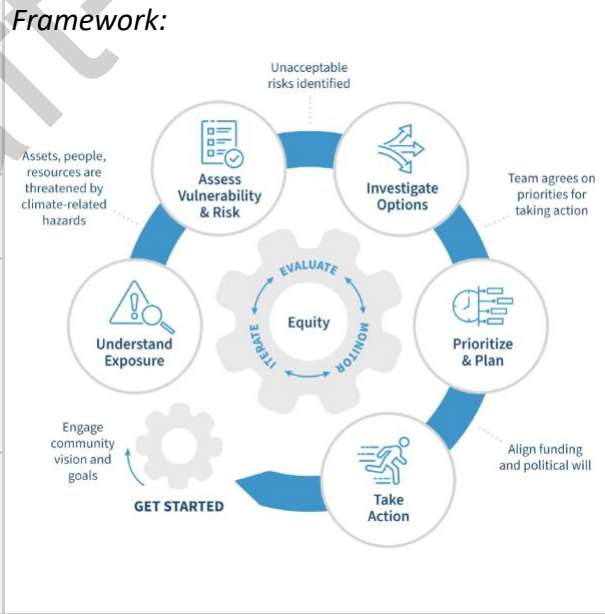 Framework:
Unacceptable
risks identified
Assets, people,
resources are
threatened by
climate-related
hazards
Assess
Vulnerability
& Risk
Investigate
Options
Team agrees on
priorities for
taking action
EVALUATE
Equity
ITERATE
MONITOR
Understand
Exposure
Prioritize
& Plan
Engage
community
vision and
goals
GET STARTED
Take
Action
Align funding
and political will